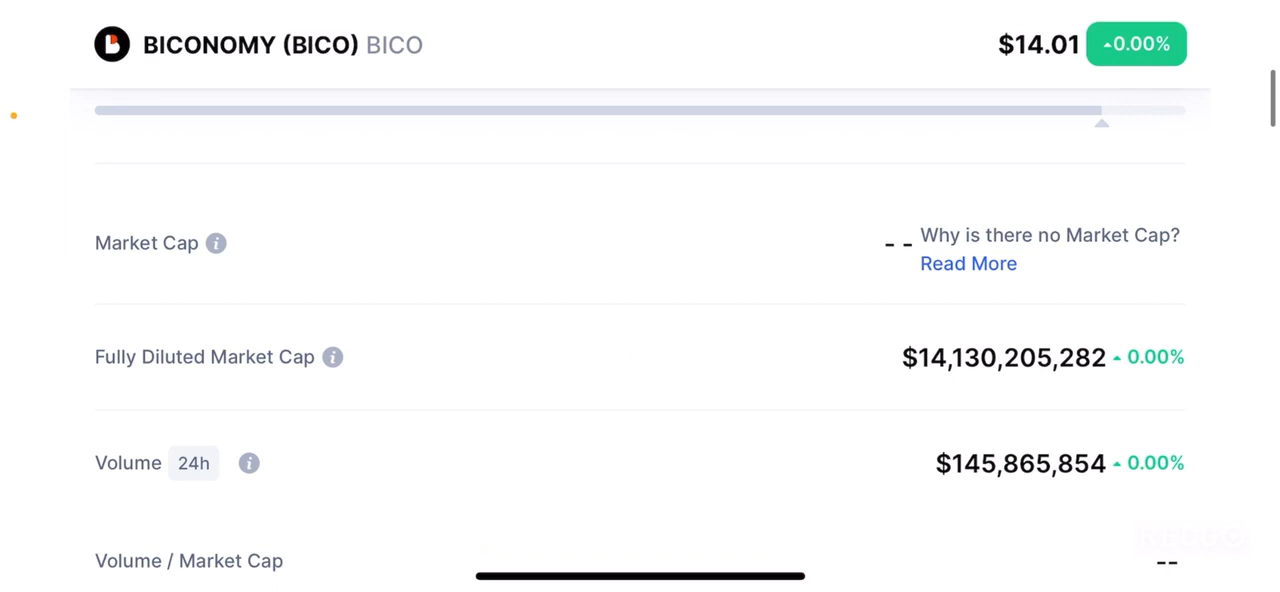 BICONOMY (BICO) BICO $14.01 0.00%
Market Cap -- Why is there no Market Cap?
Read More
Fully Diluted Market Cap $14,130,205,282 0.00%
Volume 24h $145,865,854 0.00%
Volume / Market Cap --